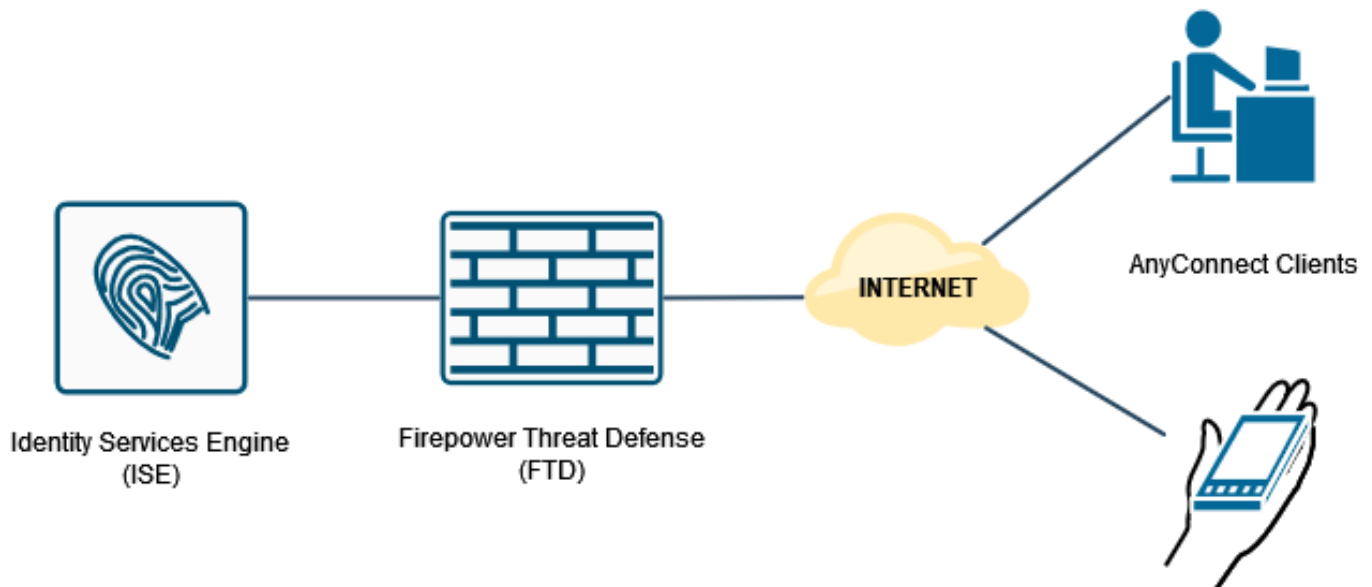 INTERNET
AnyConnect Clients
Identity Services Engine
(ISE)
Firepower Threat Defense
(FTD)